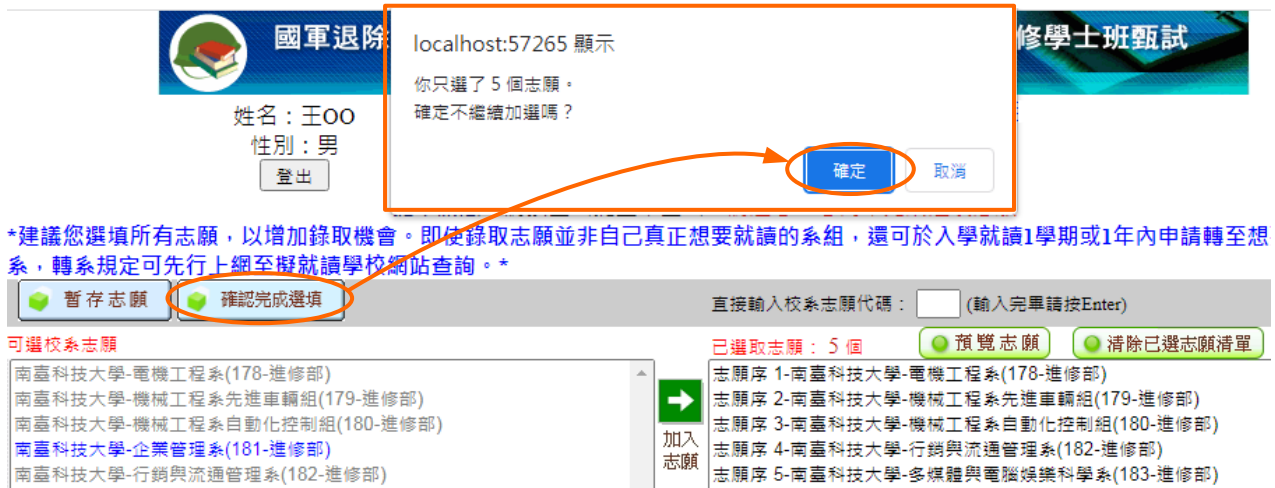 國軍退除
修學士班甄試
localhost:57265 顯示
你只選了 5 個志願。
確定不繼續加選嗎？
確定
取消
姓名：王OO
性別：男
登出
*建議您選填所有志願，以增加錄取機會。即使錄取志願並非自己真正想要就讀的系組，還可於入學就讀1學期或1年內申請轉至想
系，轉系規定可先行上網至擬就讀學校網站查詢。*
暫存志願
確認完成選填
直接輸入校系志願代碼：
(輸入完畢請按Enter)
可選校系志願
已選取志願： 5 個
預覽志願
清除已選志願清單
南臺科技大學-電機工程系(178-進修部)
南臺科技大學-機械工程系先進車輛組(179-進修部)
南臺科技大學-機械工程系自動化控制組(180-進修部)
南臺科技大學-企業管理系(181-進修部)
南臺科技大學-行銷與流通管理系(182-進修部)
加入
志願
志願序 1-南臺科技大學-電機工程系(178-進修部)
志願序 2-南臺科技大學-機械工程系先進車輛組(179-進修部)
志願序 3-南臺科技大學-機械工程系自動化控制組(180-進修部)
志願序 4-南臺科技大學-行銷與流通管理系(182-進修部)
志願序 5-南臺科技大學-多媒體與電腦娛樂科學系(183-進修部)